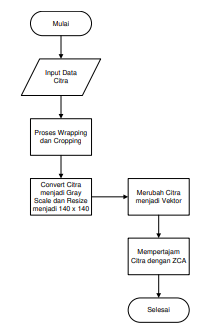 Mulai
Input Data
Citra
Proses Wrapping
dan Cropping
Convert Citra
menjadi Gray
Scale dan Resize
menjadi 140 x 140
Merubah Citra
menjadi Vektor
Mempertajam
Citra dengan ZCA
Selesai